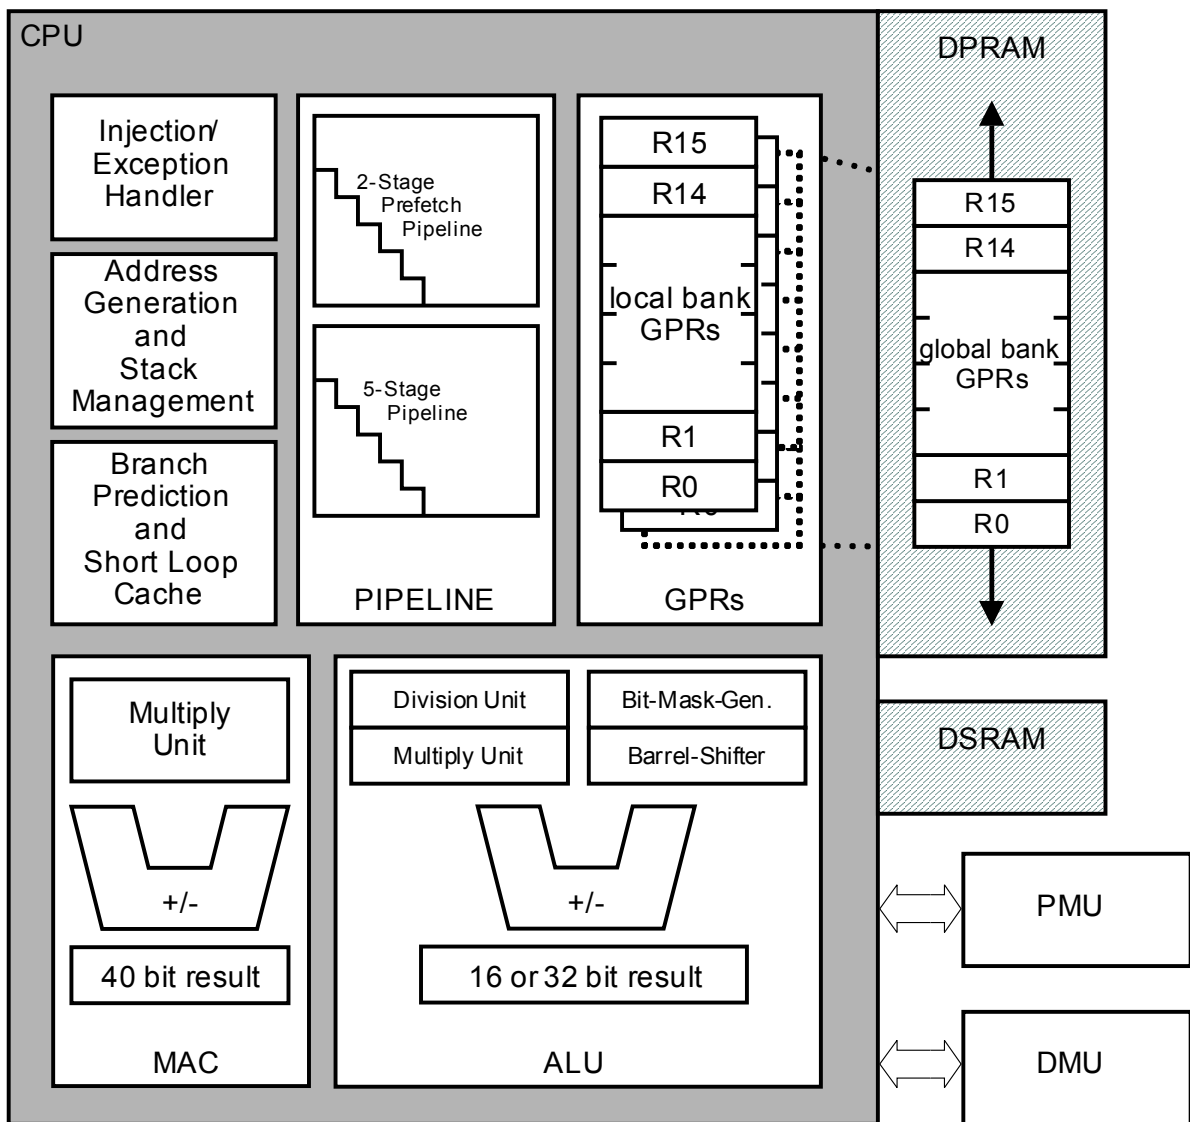 CPU
Injection/
Exception
Handler
Address
Generation
and
Stack
Management
Branch
Prediction
and
Short Loop
Cache
2-Stage
Prefetch
Pipeline
5-Stage
Pipeline
PIPELINE
R15
R14
local bank
GPRs
R1
R0
GPRs
DPRAM
R15
R14
global bank
GPRs
R1
R0
Multiply
Unit
+/-
40 bit result
MAC
Division Unit
Multiply Unit
Bit-Mask-Gen.
Barrel-Shifter
+/-
16 or 32 bit result
ALU
DSRAM
PMU
DMU